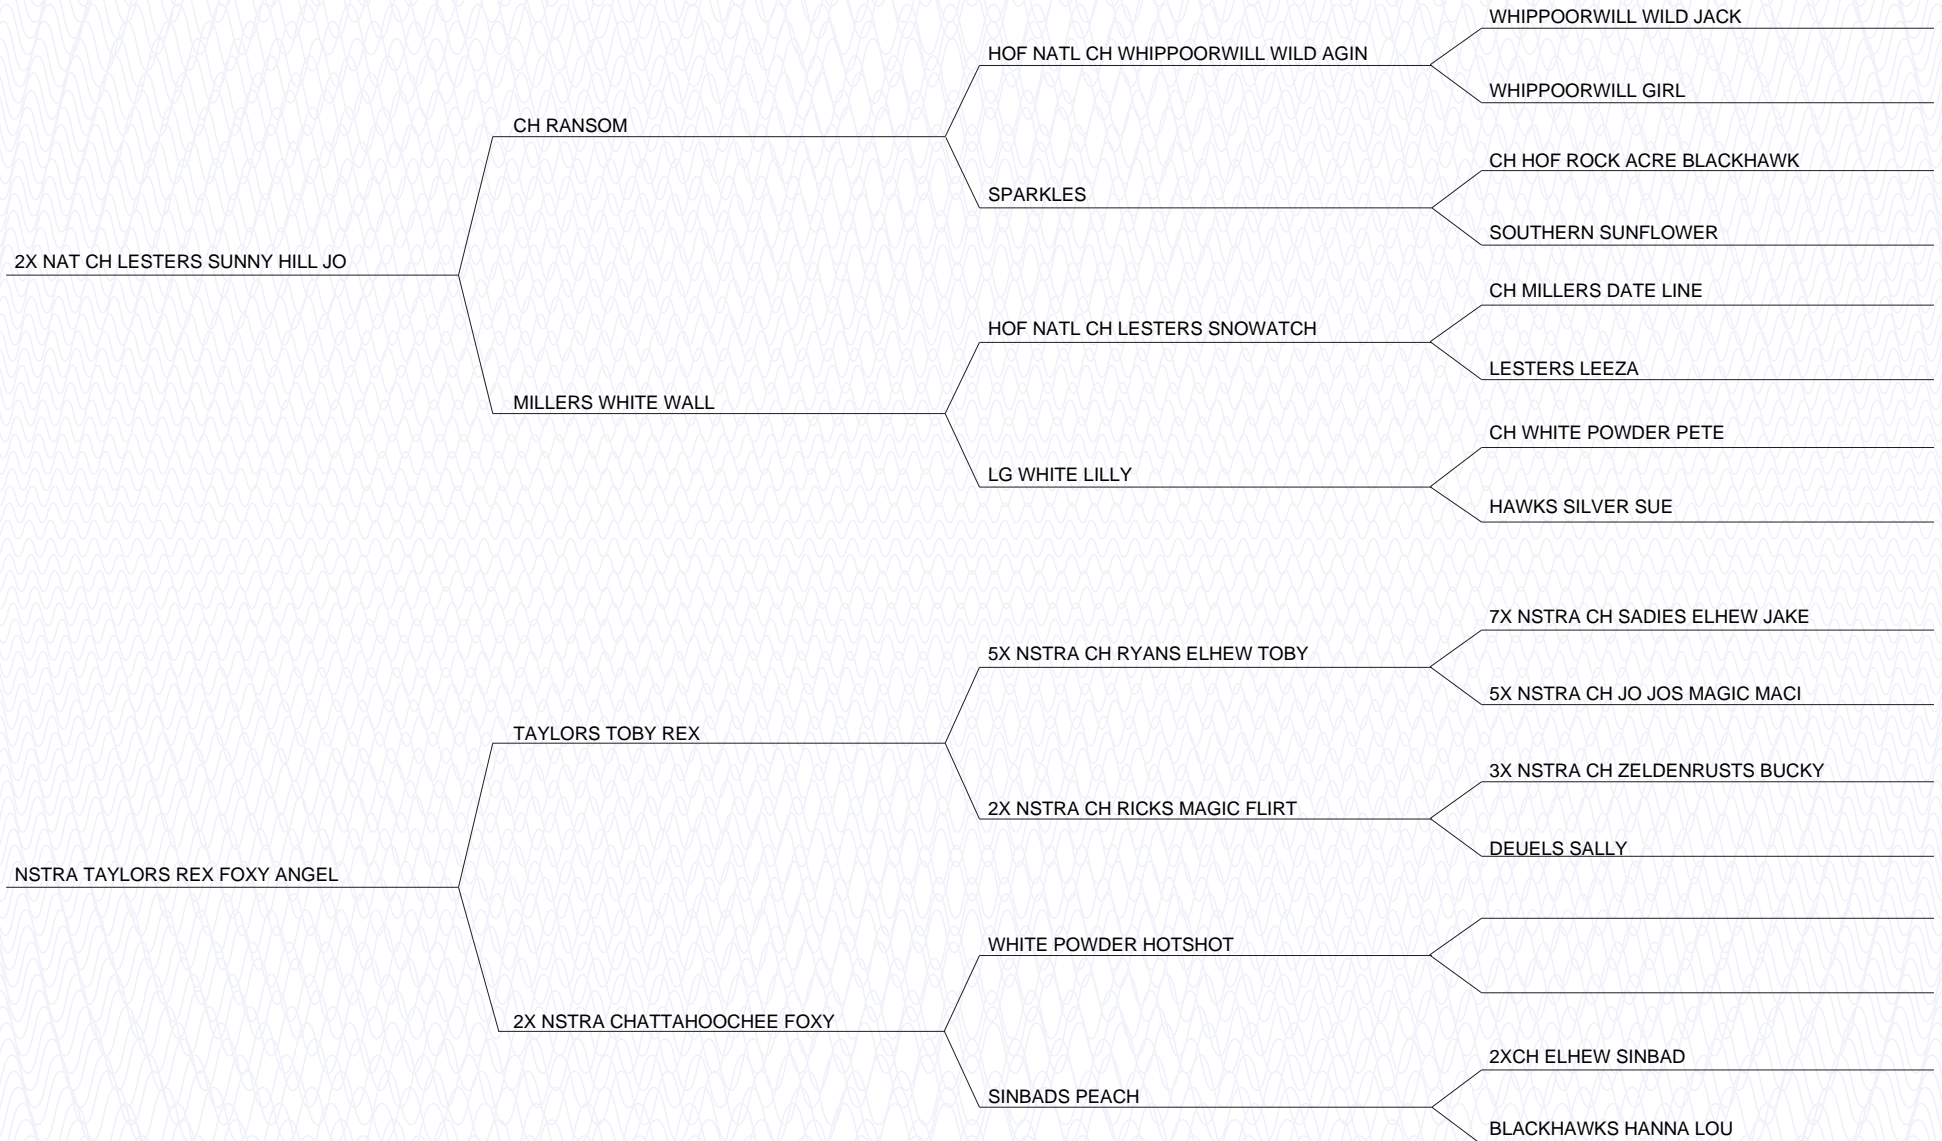 WHIPPOORWILL WILD JACK
HOF NATL CH WHIPPOORWILL WILD AGIN
WHIPPOORWILL GIRL
CH RANSOM
CH HOF ROCK ACRE BLACKHAWK
SPARKLES
SOUTHERN SUNFLOWER
2X NAT CH LESTERS SUNNY HILL JO
CH MILLERS DATE LINE
HOF NATL CH LESTERS SNOWATCH
LESTERS LEEZA
MILLERS WHITE WALL
CH WHITE POWDER PETE
LG WHITE LILLY
HAWKS SILVER SUE
7X NSTRA CH SADIES ELHEW JAKE
5X NSTRA CH RYANS ELHEW TOBY
5X NSTRA CH JO JOS MAGIC MACI
TAYLORS TOBY REX
3X NSTRA CH ZELDENRUSTS BUCKY
2X NSTRA CH RICKS MAGIC FLIRT
DEUELS SALLY
NSTRA TAYLORS REX FOXY ANGEL
WHITE POWDER HOTSHOT
2X NSTRA CHATTAHOOCHEE FOXY
2XCH ELHEW SINBAD
SINBADS PEACH
BLACKHAWKS HANNA LOU